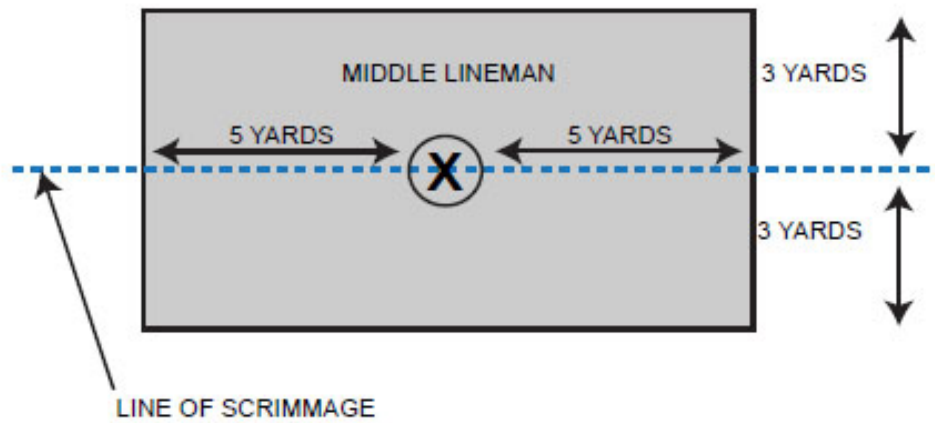 MIDDLE LINEMAN
3 YARDS
5 YARDS
5 YARDS
X
3 YARDS
LINE OF SCRIMMAGE